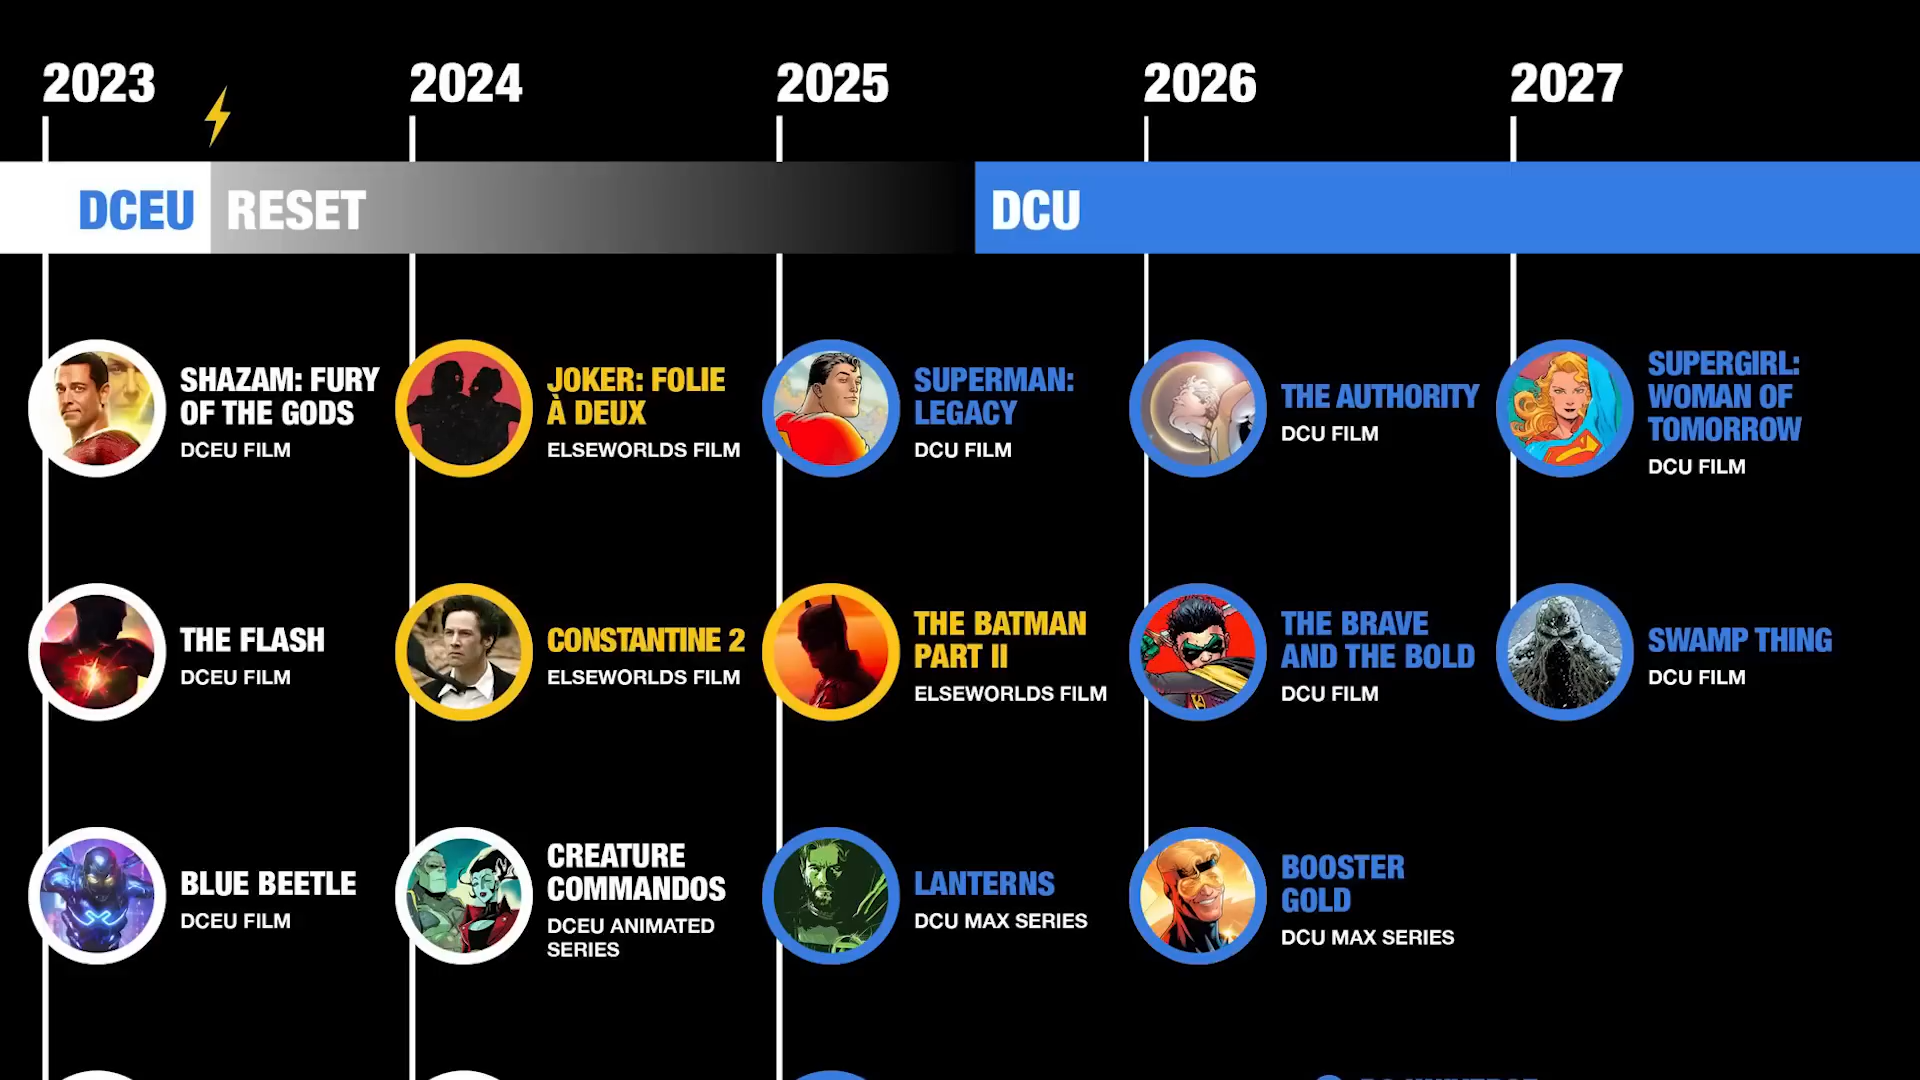 2023
2024
2025
2026
2027
DCEU
RESET
DCU
SHAZAM: FURY
OF THE GODS
DCEU FILM
JOKER: FOLIE
À DEUX
ELSEWORLDS FILM
SUPERMAN:
LEGACY
DCU FILM
THE AUTHORITY
DCU FILM
SUPERGIRL:
WOMAN OF
TOMORROW
DCU FILM
THE FLASH
DCEU FILM
CONSTANTINE 2
ELSEWORLDS FILM
THE BATMAN
PART II
ELSEWORLDS FILM
THE BRAVE
AND THE BOLD
DCU FILM
SWAMP THING
DCU FILM
BLUE BEETLE
DCEU FILM
CREATURE
COMMANDOS
DCEU ANIMATED
SERIES
LANTERNS
DCU MAX SERIES
BOOSTER
GOLD
DCU MAX SERIES